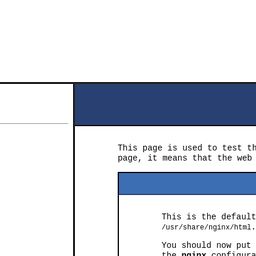 This page is used to test th
page, it means that the web
This is the default
/usr/share/nginx/html.
You should now put
the nginx configura